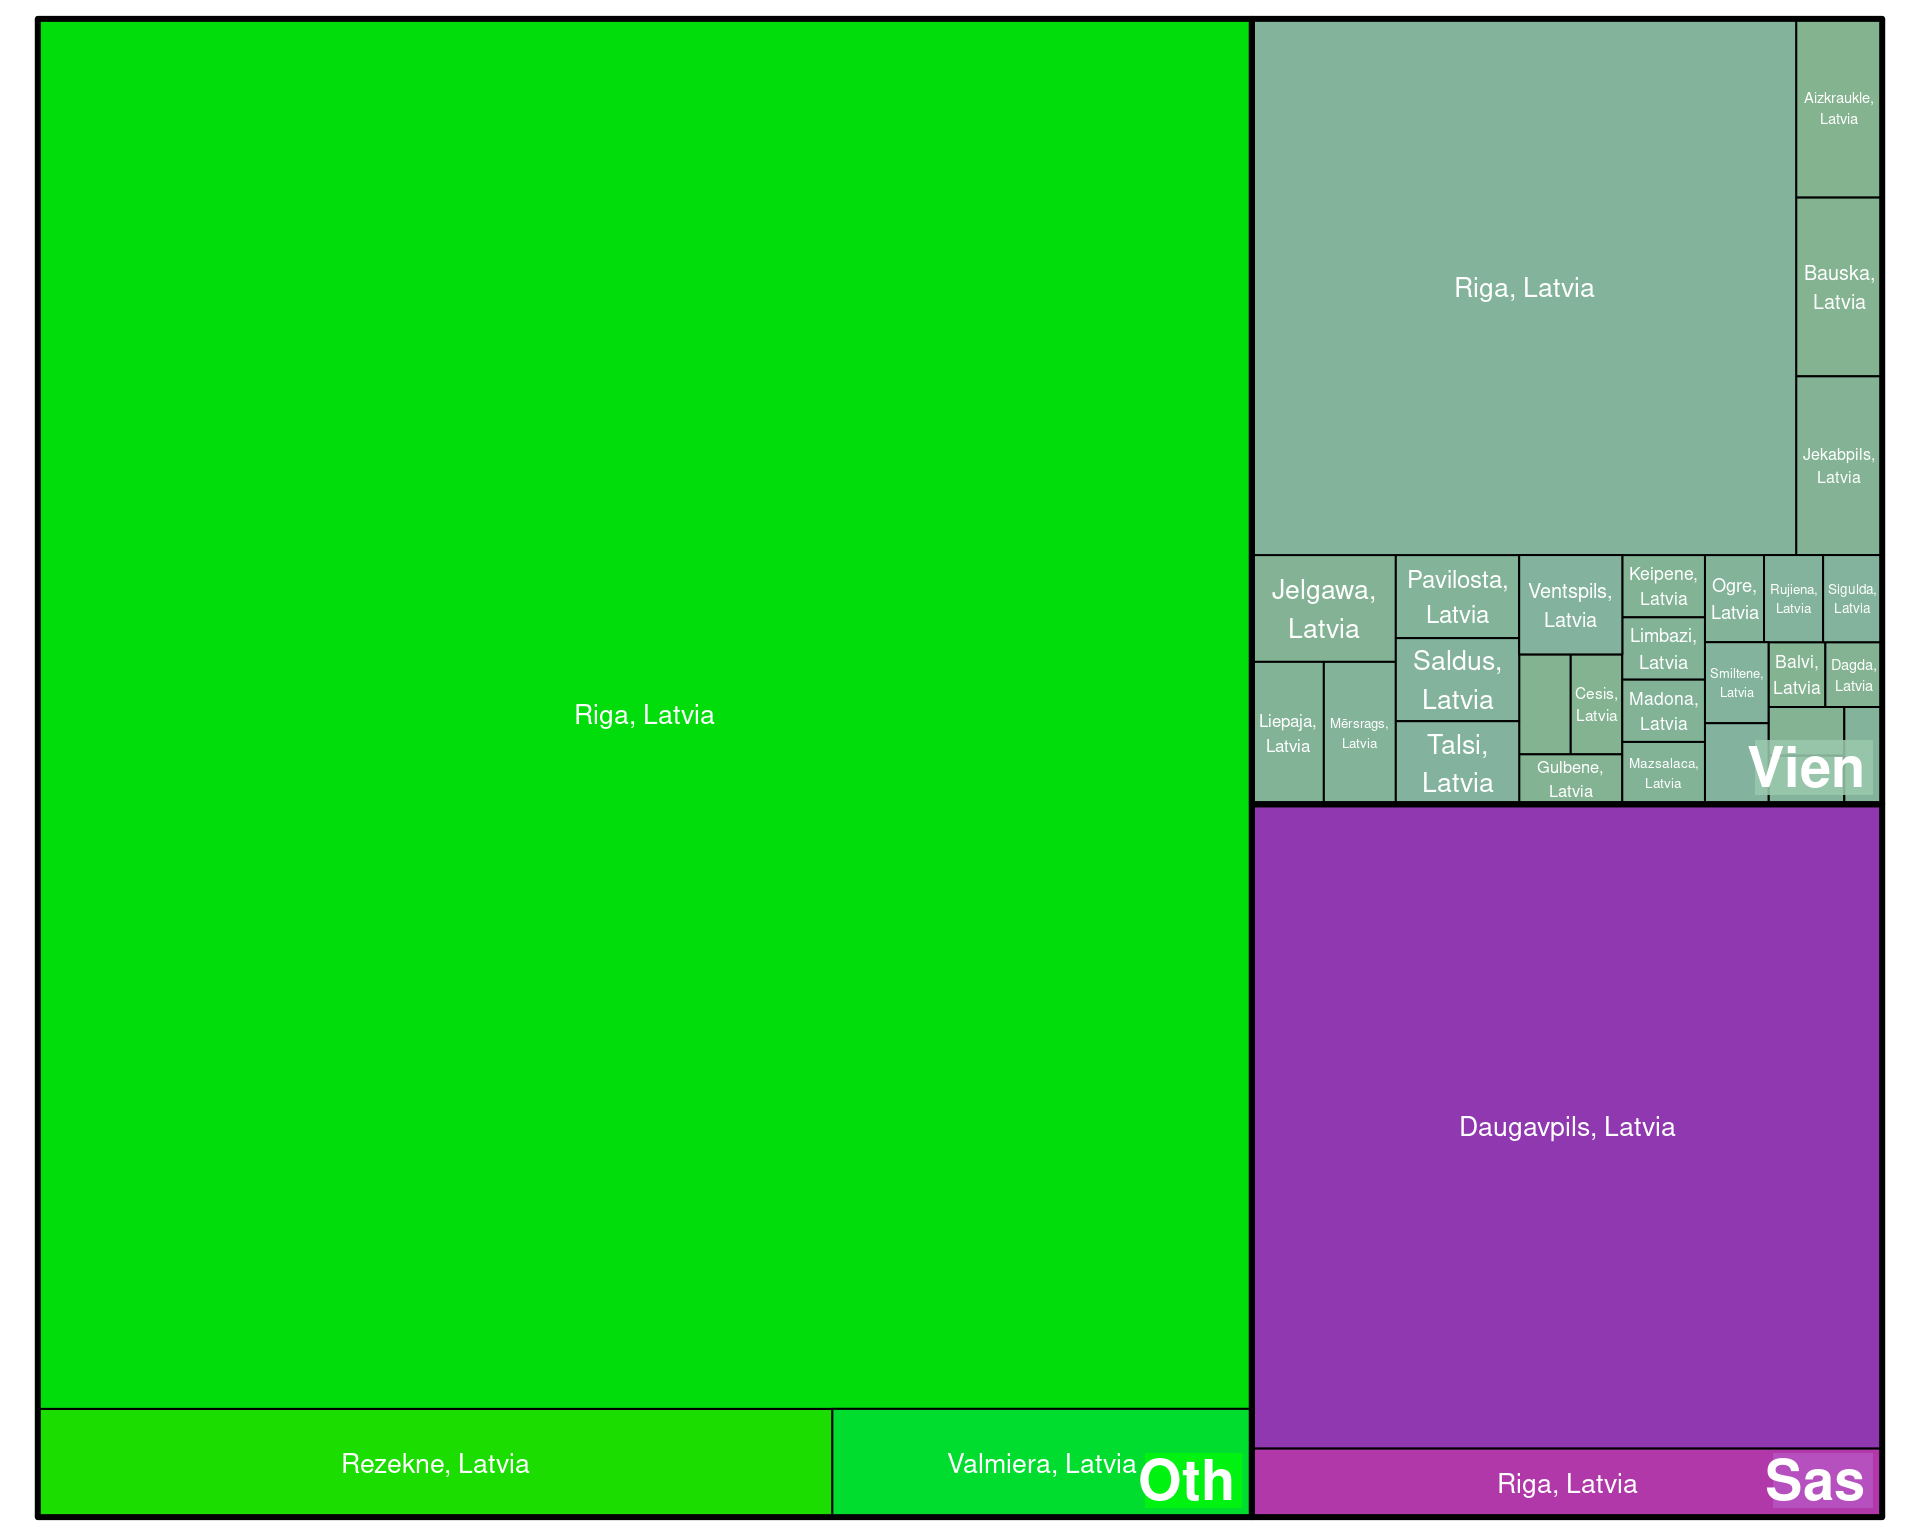 Riga, Latvia
Rezekne, Latvia
Valmiera, Latvia
Oth
Riga, Latvia
Aizkraukle,
Latvia
Bauska,
Latvia
Jekabpils,
Latvia
Jelgawa,
Latvia
Liepaja,
Latvia
Mērsrags,
Latvia
Pavilosta,
Latvia
Saldus,
Latvia
Talsi,
Latvia
Ventspils,
Latvia
Cesis,
Latvia
Gulbene,
Latvia
Keipene,
Latvia
Limbazi,
Latvia
Madona,
Latvia
Mazsalaca,
Latvia
Ogre,
Latvia
Rujiena,
Latvia
Sigulda,
Latvia
Smiltene,
Latvia
Balvi,
Latvia
Dagda,
Latvia
Vien
Daugavpils, Latvia
Riga, Latvia
Sas